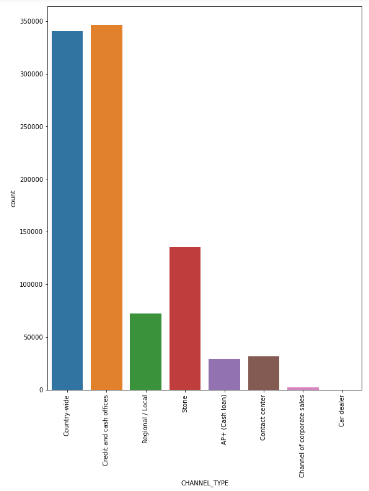 350000
300000
250000
200000
150000
100000
50000
0
count
Country-wide
Credit and cash offices
Regional / Local
Stone
AP+ (Cash loan)
Contact center
Channel of corporate sales
Car dealer
CHANNEL_TYPE